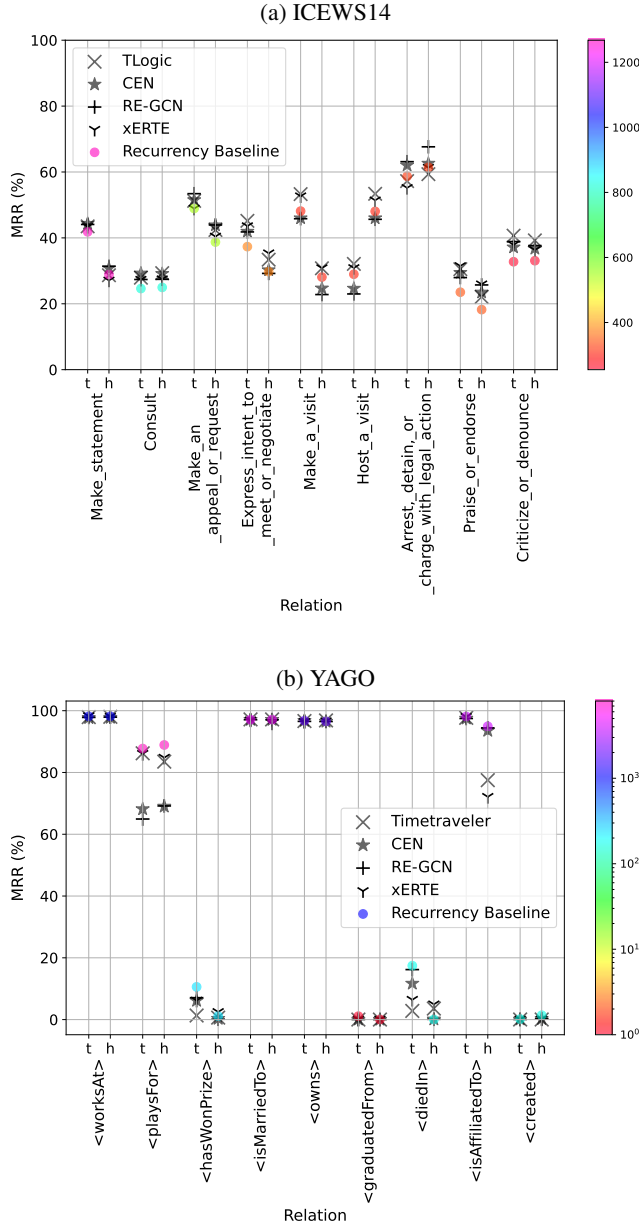 (a) ICEWS14
100
80
60
40
20
0
MRR (%)
TLogic
CEN
RE-GCN
xERTE
Recurrency Baseline
1200
1000
800
600
400
t h t h t h t h t h t h t h t h t h
Make_statement
Consult
Make_an
_appeal_or_request
Express_intent_to
_meet_or_negotiate
Make_a_visit
Host_a_visit
Arrest,_detain,_or
_charge_with_legal_action
Praise_or_endorse
Criticize_or_denounce
Relation
(b) YAGO
100
80
60
40
20
0
MRR (%)
Timetraveler
CEN
RE-GCN
xERTE
Recurrency Baseline
10³
10²
10¹
10⁰
t h t h t h t h t h t h t h t h t h
<worksAt>
<playsFor>
<hasWonPrize>
<isMarriedTo>
<owns>
<graduatedFrom>
<diedIn>
<isAffiliatedTo>
<created>
Relation